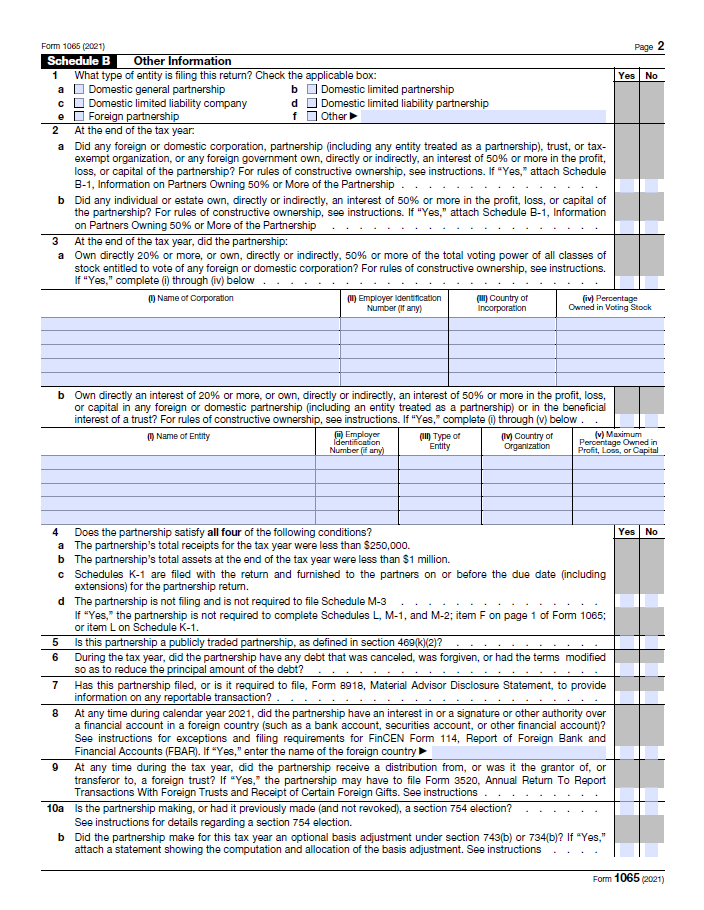 Form 1065 (2021) Page 2
Schedule B Other Information
1 What type of entity is filing this return? Check the applicable box: Yes No
a Domestic general partnership b Domestic limited partnership
c Domestic limited liability company d Domestic limited liability partnership
e Foreign partnership f Other ▶
2 At the end of the tax year:
a Did any foreign or domestic corporation, partnership (including any entity treated as a partnership), trust, or tax-
exempt organization, or any foreign government own, directly or indirectly, an interest of 50% or more in the profit,
loss, or capital of the partnership? For rules of constructive ownership, see instructions. If “Yes,” attach Schedule
B-1, Information on Partners Owning 50% or More of the Partnership . . . . . . . . . . . . . . .
b Did any individual or estate own, directly or indirectly, an interest of 50% or more in the profit, loss, or capital of
the partnership? For rules of constructive ownership, see instructions. If “Yes,” attach Schedule B-1, Information
on Partners Owning 50% or More of the Partnership . . . . . . . . . . . . . . . . . . . .
3 At the end of the tax year, did the partnership:
a Own directly 20% or more, or own, directly or indirectly, 50% or more of the total voting power of all classes of
stock entitled to vote of any foreign or domestic corporation? For rules of constructive ownership, see instructions.
If “Yes,” complete (i) through (iv) below . . . . . . . . . . . . . . . . . . . . . . . . .
(i) Name of Corporation (ii) Employer Identification (iii) Country of (iv) Percentage
Number (if any) Incorporation Owned in Voting Stock
b Own directly an interest of 20% or more, or own, directly or indirectly, an interest of 50% or more in the profit, loss,
or capital in any foreign or domestic partnership (including an entity treated as a partnership) or in the beneficial
interest of a trust? For rules of constructive ownership, see instructions. If “Yes,” complete (i) through (v) below . .
(i) Name of Entity (ii) Employer (iii) Type of (iv) Country of (v) Maximum
Identification Entity Organization Percentage Owned in
Number (if any) Profit, Loss, or Capital
4 Does the partnership satisfy all four of the following conditions? Yes No
a The partnership’s total receipts for the tax year were less than $250,000.
b The partnership’s total assets at the end of the tax year were less than $1 million.
c Schedules K-1 are filed with the return and furnished to the partners on or before the due date (including
extensions) for the partnership return.
d The partnership is not filing and is not required to file Schedule M-3 . . . . . . . . . . . . . . .
If “Yes,” the partnership is not required to complete Schedules L, M-1, and M-2; item F on page 1 of Form 1065;
or item L on Schedule K-1.
5 Is this partnership a publicly traded partnership, as defined in section 469(k)(2)? . . . . . . . . . . .
6 During the tax year, did the partnership have any debt that was canceled, was forgiven, or had the terms modified
so as to reduce the principal amount of the debt? . . . . . . . . . . . . . . . . . . . . .
7 Has this partnership filed, or is it required to file, Form 8918, Material Advisor Disclosure Statement, to provide
information on any reportable transaction? . . . . . . . . . . . . . . . . . . . . . . . .
8 At any time during calendar year 2021, did the partnership have an interest in or a signature or other authority over
a financial account in a foreign country (such as a bank account, securities account, or other financial account)?
See instructions for exceptions and filing requirements for FinCEN Form 114, Report of Foreign Bank and
Financial Accounts (FBAR). If “Yes,” enter the name of the foreign country ▶
9 At any time during the tax year, did the partnership receive a distribution from, or was it the grantor of, or
transferor to, a foreign trust? If “Yes,” the partnership may have to file Form 3520, Annual Return To Report
Transactions With Foreign Trusts and Receipt of Certain Foreign Gifts. See instructions . . . . . . . . .
10a Is the partnership making, or had it previously made (and not revoked), a section 754 election? . . . . . .
See instructions for details regarding a section 754 election.
b Did the partnership make for this tax year an optional basis adjustment under section 743(b) or 734(b)? If “Yes,”
attach a statement showing the computation and allocation of the basis adjustment. See instructions . . . .
Form 1065 (2021)